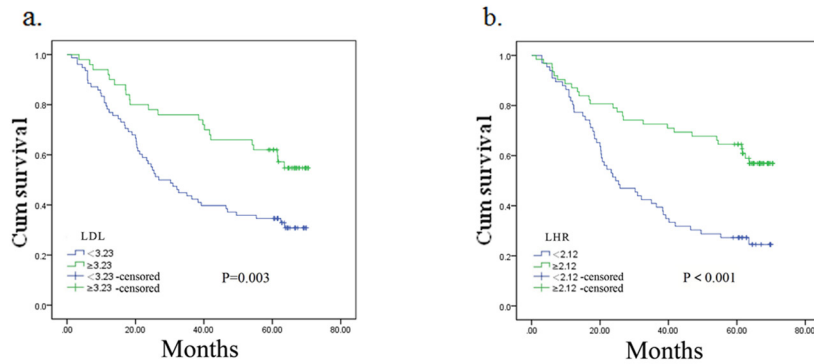 a.
Cum survival
1.0
0.8
0.6
0.4
0.2
0.0
LDL
<3.23
≥3.23
<3.23 -censored
≥3.23 -censored
P=0.003
.00 20.00 40.00 60.00 80.00
Months
b.
Cum survival
1.0
0.8
0.6
0.4
0.2
0.0
LHR
<2.12
≥2.12
<2.12 -censored
≥2.12 -censored
P < 0.001
.00 20.00 40.00 60.00 80.00
Months